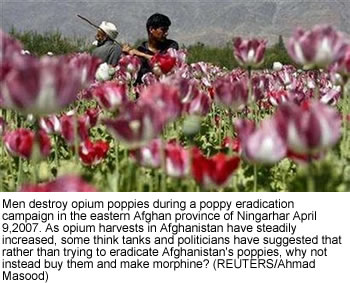 Men destroy opium poppies during a poppy eradication
campaign in the eastern Afghan province of Ningarhar April
9,2007. As opium harvests in Afghanistan have steadily
increased, some think tanks and politicians have suggested that
rather than trying to eradicate Afghanistan's poppies, why not
instead buy them and make morphine? (REUTERS/Ahmad
Masood)